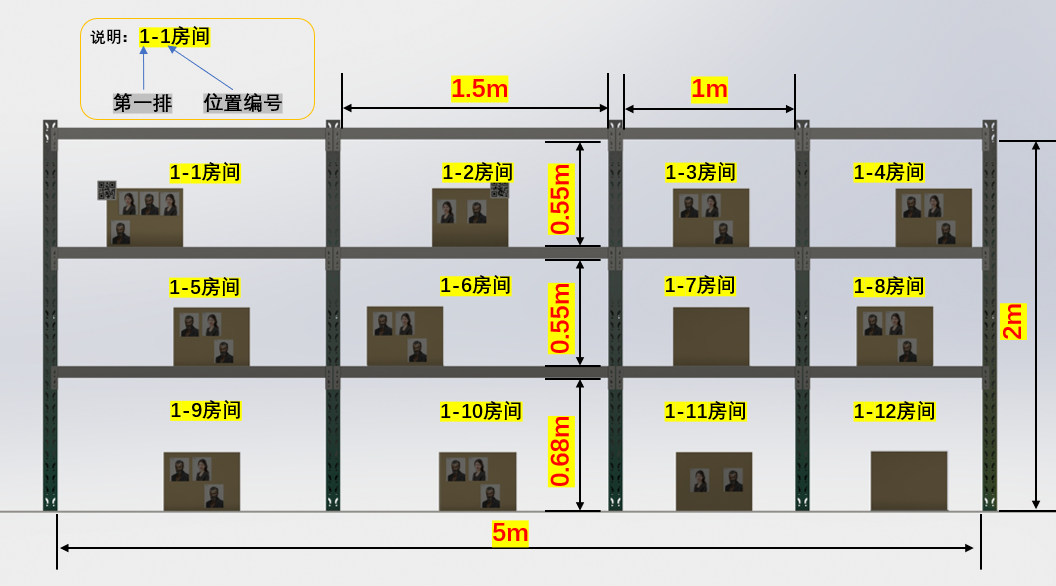 说明: 1-1房间
第一排 位置编号
1.5m 1m
1-1房间 1-2房间 1-3房间 1-4房间
0.55m
1-5房间 1-6房间 1-7房间 1-8房间
0.55m
2m
1-9房间 1-10房间 1-11房间 1-12房间
0.68m
5m